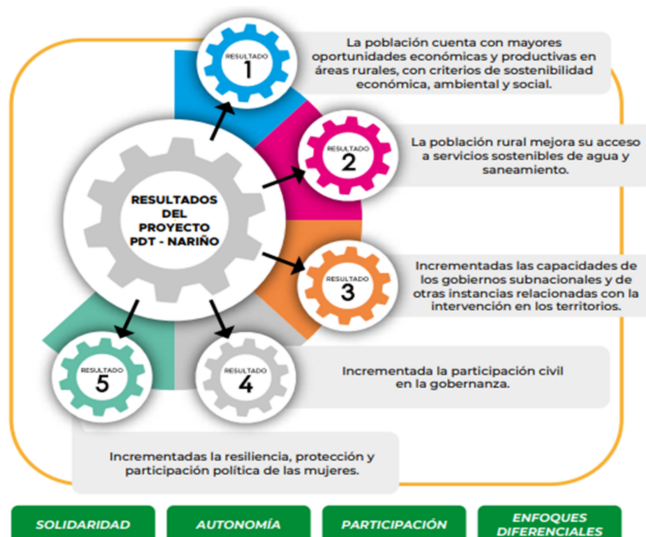 RESULTADO
1
La población cuenta con mayores
oportunidades económicas y productivas en
áreas rurales, con criterios de sostenibilidad
económica, ambiental y social.
RESULTADO
2
La población rural mejora su acceso
a servicios sostenibles de agua y
saneamiento.
RESULTADOS
DEL
PROYECTO
PDT - NARIÑO
RESULTADO
3
Incrementadas las capacidades de
los gobiernos subnacionales y de
otras instancias relacionadas con la
intervención en los territorios.
RESULTADO
4
Incrementada la participación civil
en la gobernanza.
RESULTADO
5
Incrementadas la resiliencia, protección y
participación política de las mujeres.
SOLIDARIDAD
AUTONOMÍA
PARTICIPACIÓN
ENFOQUES
DIFERENCIALES